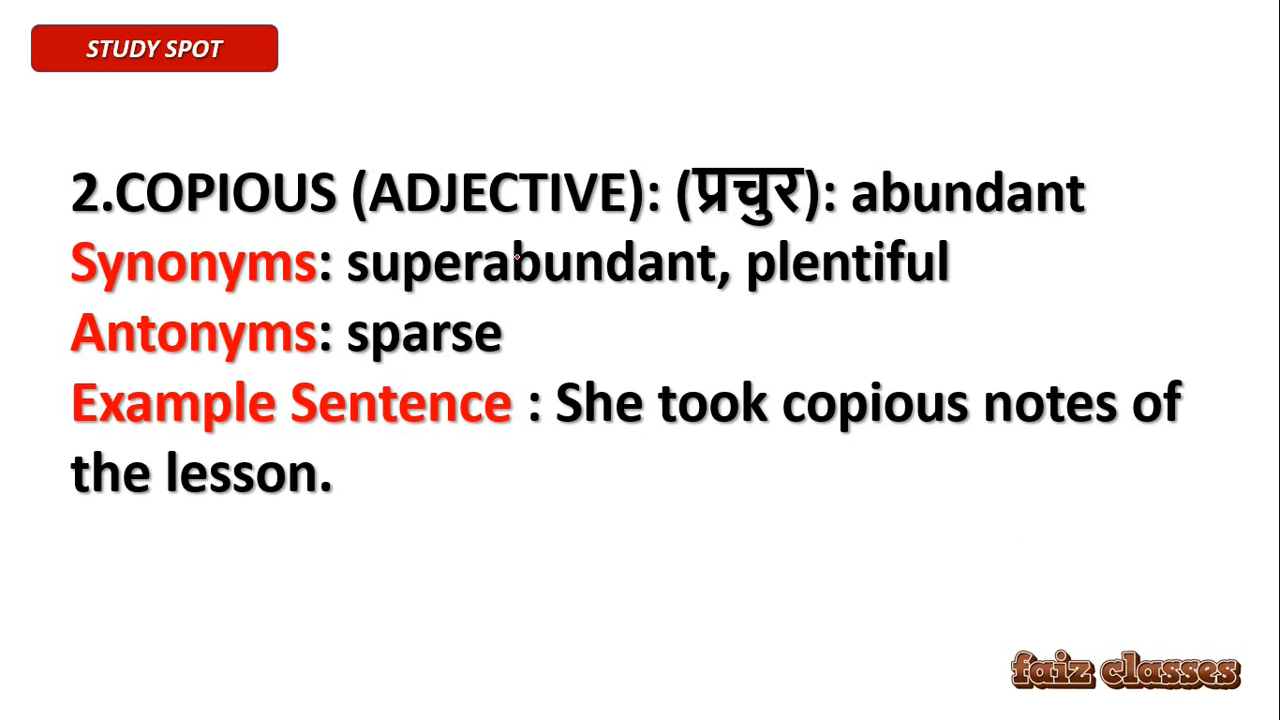 STUDY SPOT
2.COPIOUS (ADJECTIVE): (प्रचुर): abundant
Synonyms: superabundant, plentiful
Antonyms: sparse
Example Sentence : She took copious notes of
the lesson.
faiz classes